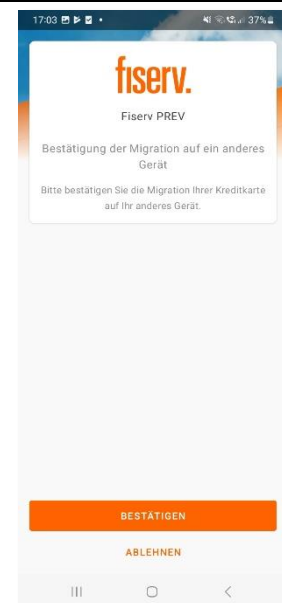 17:03 37%
fiserv.
Fiserv PREV
Bestätigung der Migration auf ein anderes
Gerät
Bitte bestätigen Sie die Migration Ihrer Kreditkarte
auf Ihr anderes Gerät.
BESTÄTIGEN
ABLEHNEN